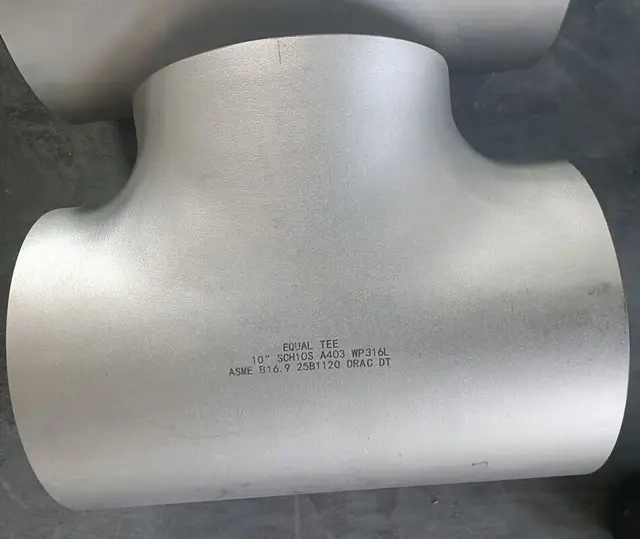 EQUAL TEE
10" SCH10S A403 WP316L
ASME B16.9 25B1120 DRAC DT